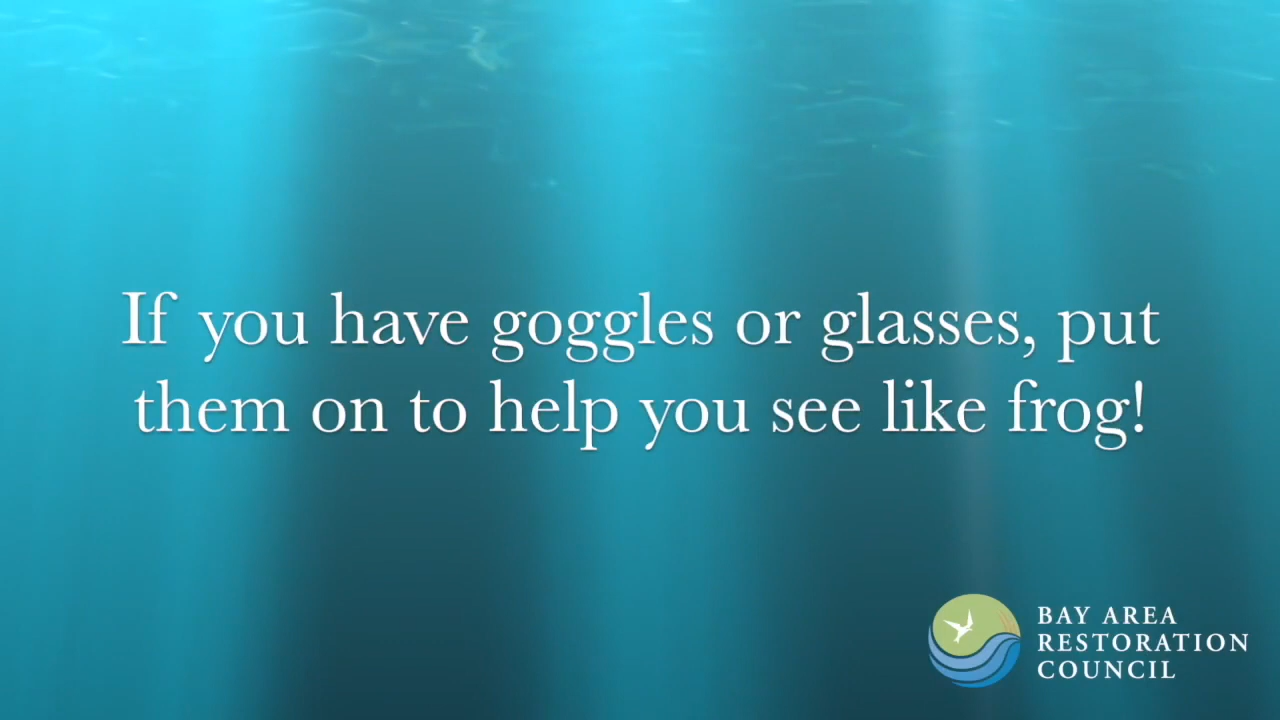 If you have goggles or glasses, put
them on to help you see like frog!
BAY AREA
RESTORATION
COUNCIL